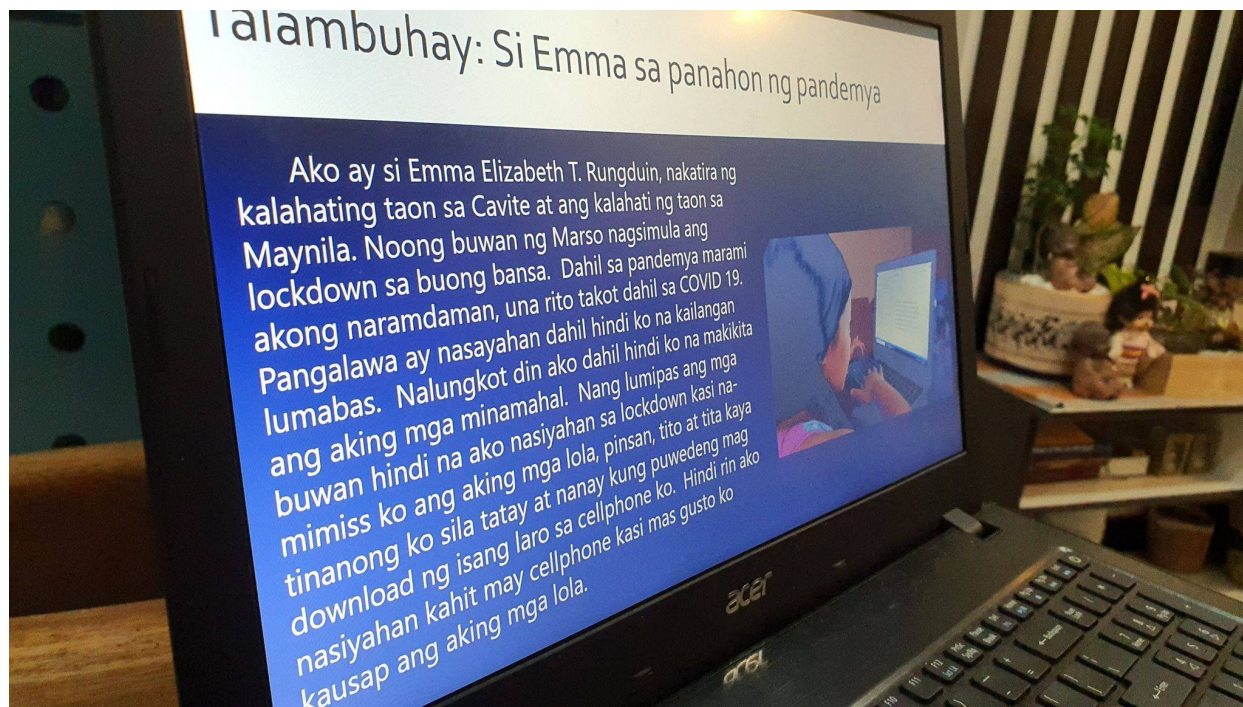 Talambuhay: Si Emma sa panahon ng pandemya
Ako ay si Emma Elizabeth T. Rungduin, nakatira ng
kalahating taon sa Cavite at ang kalahati ng taon sa
Maynila. Noong buwan ng Marso nagsimula ang
lockdown sa buong bansa. Dahil sa pandemya marami
akong naramdaman, una rito takot dahil sa COVID 19.
Pangalawa ay nasayahan dahil hindi ko na kailangan
lumabas. Nalungkot din ako dahil hindi ko na makikita
ang aking mga minamahal. Nang lumipas ang mga
buwan hindi na ako nasiyahan sa lockdown kasi na-
mimiss ko ang aking mga lola, pinsan, tito at tita kaya
tinanong ko sila tatay at nanay kung puwedeng mag
download ng isang laro sa cellphone ko. Hindi rin ako
nasiyahan kahit may cellphone kasi mas gusto ko
kausap ang aking mga lola.
acer